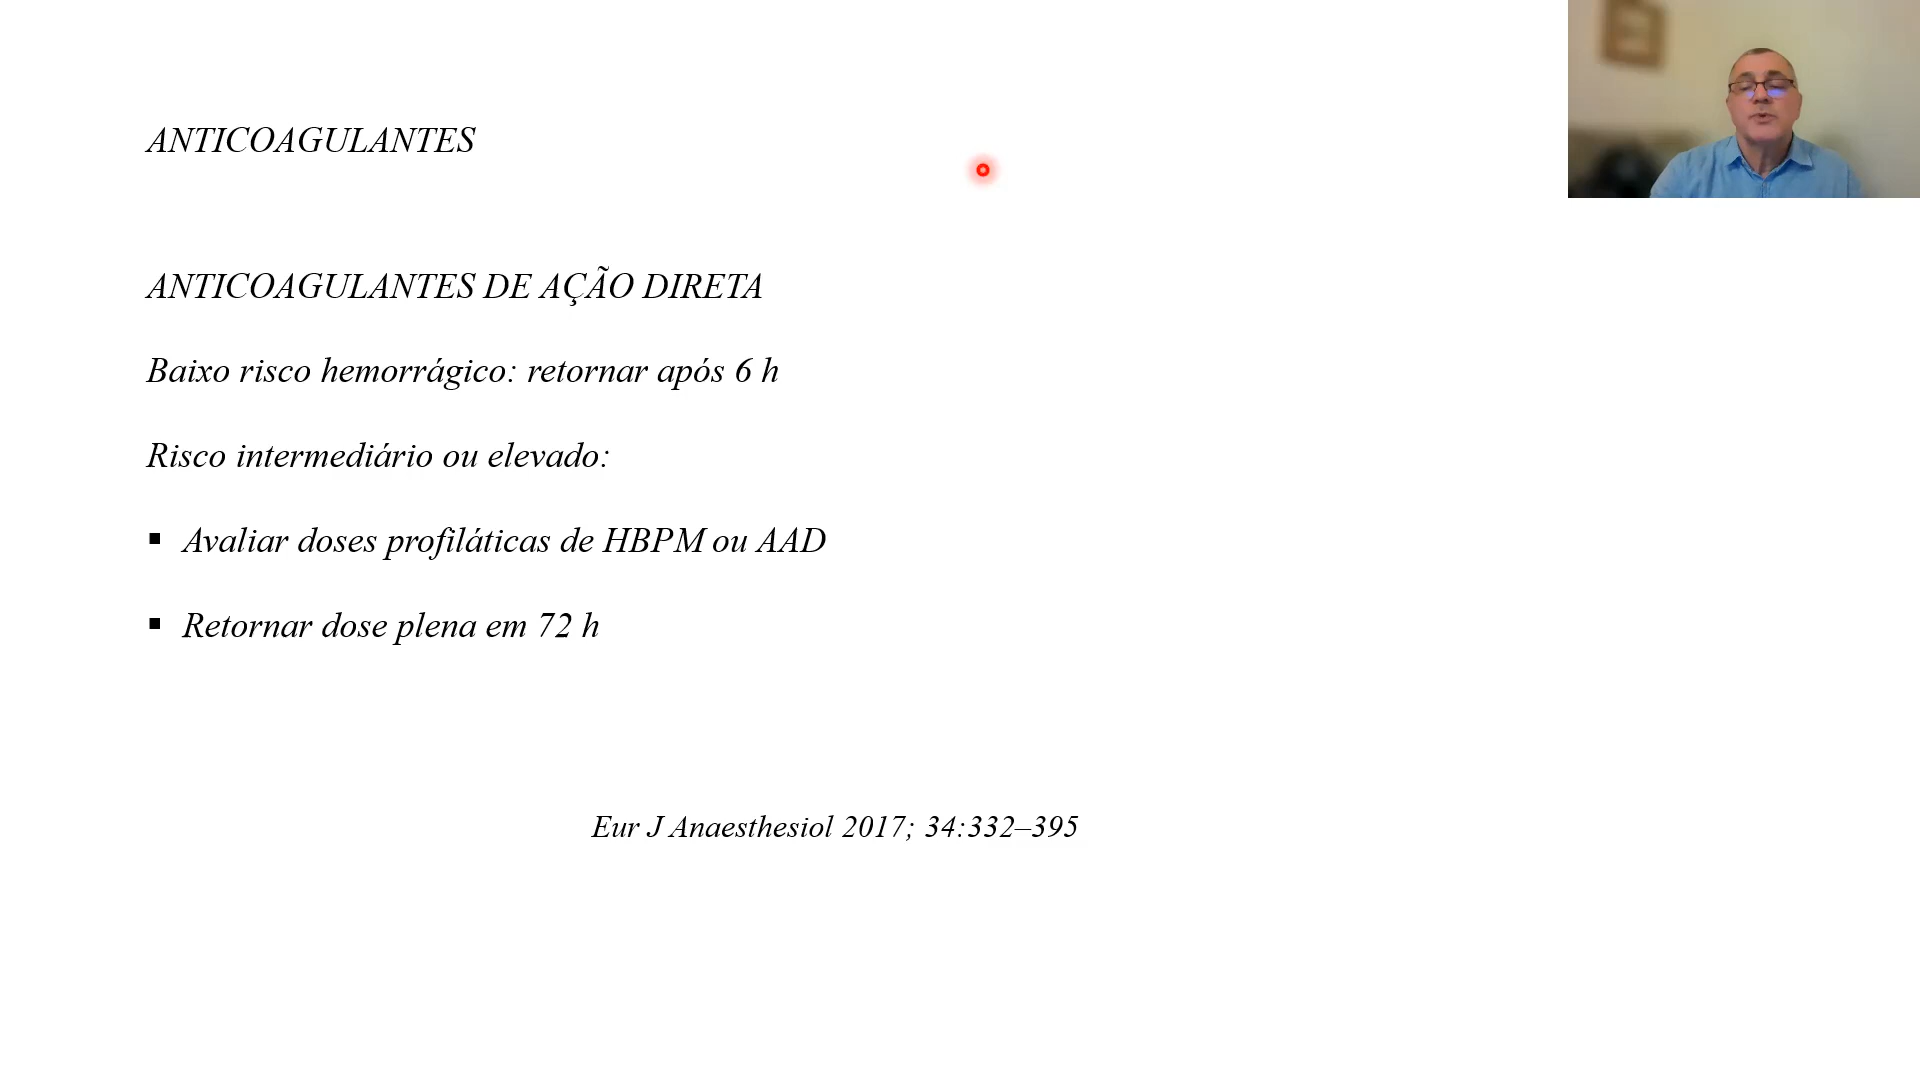 ANTICOAGULANTES
ANTICOAGULANTES DE AÇÃO DIRETA
Baixo risco hemorrágico: retornar após 6 h
Risco intermediário ou elevado:
▪ Avaliar doses profiláticas de HBPM ou AAD
▪ Retornar dose plena em 72 h
Eur J Anaesthesiol 2017; 34:332–395